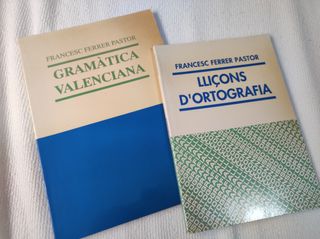 FRANCESC FERRER PASTOR
GRAMÀTICA
VALENCIANA
FRANCESC FERRER PASTOR
LLIÇONS
D'ORTOGRAFIA